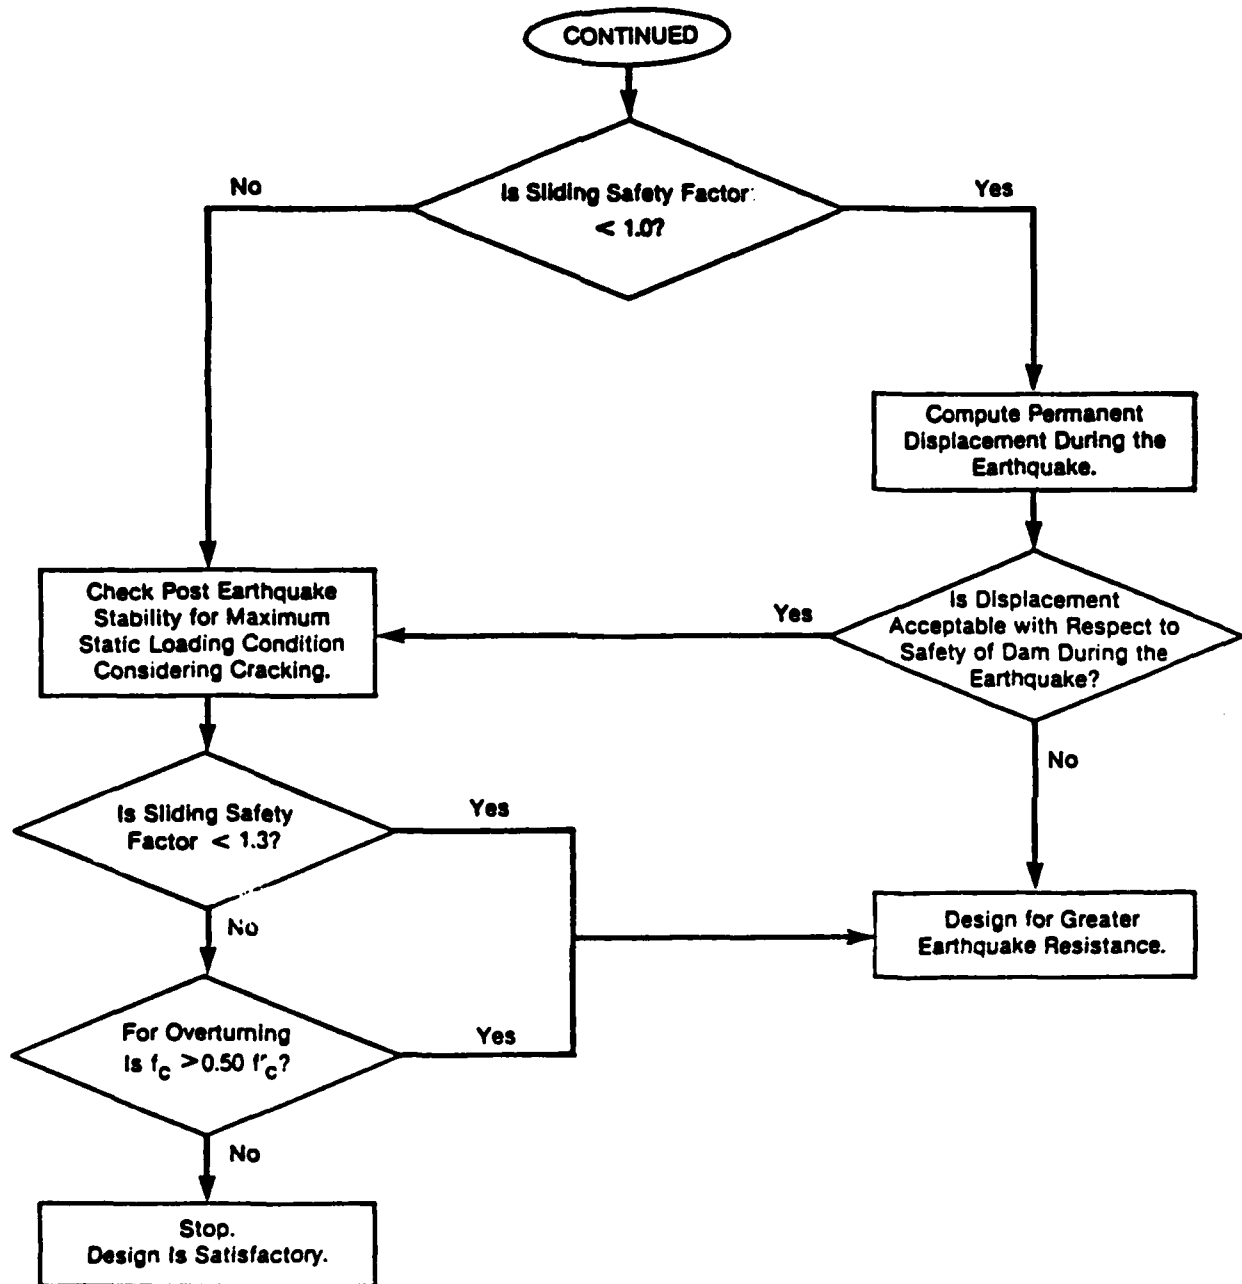 CONTINUED
No
Yes
Is Sliding Safety Factor
< 1.0?
Compute Permanent
Displacement During the
Earthquake.
Check Post Earthquake
Stability for Maximum
Static Loading Condition
Considering Cracking.
Yes
Is Displacement
Acceptable with Respect to
Safety of Dam During the
Earthquake?
No
Is Sliding Safety
Factor < 1.3?
Yes
No
Design for Greater
Earthquake Resistance.
For Overturning
Is f_c > 0.50 f'_c?
Yes
No
Stop.
Design Is Satisfactory.